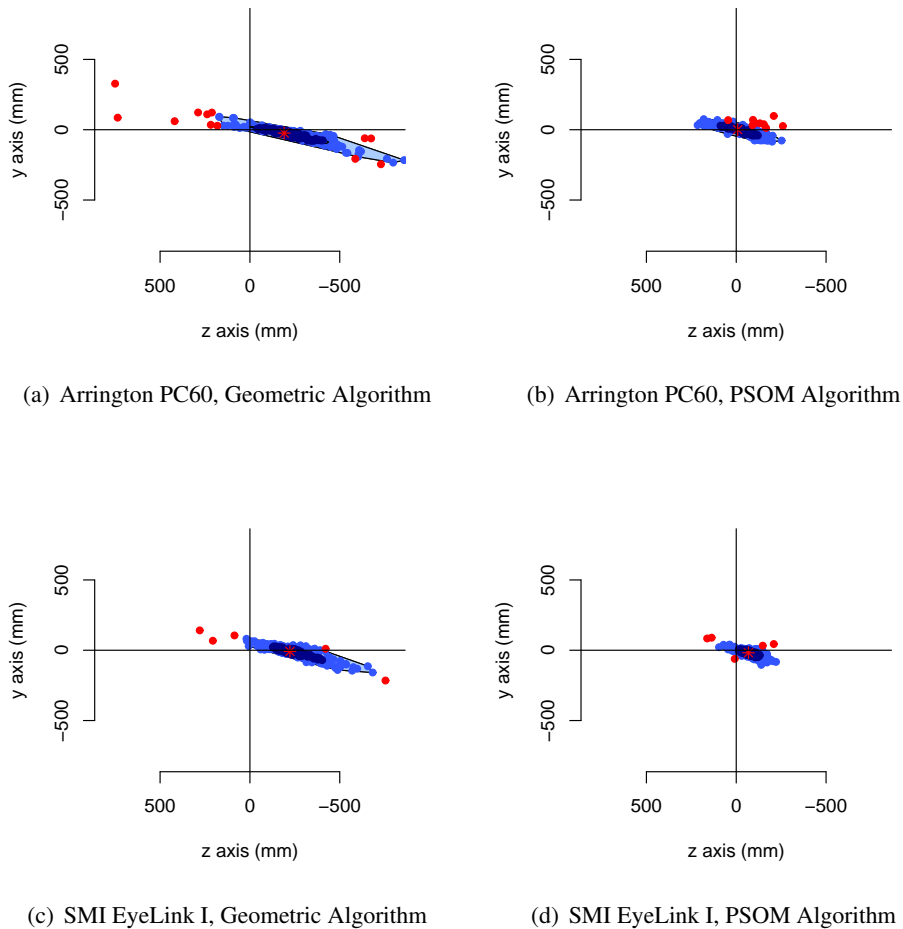 500
0
−500
y axis (mm)
500 0 −500
z axis (mm)
(a) Arrington PC60, Geometric Algorithm
500
0
−500
y axis (mm)
500 0 −500
z axis (mm)
(b) Arrington PC60, PSOM Algorithm
500
0
−500
y axis (mm)
500 0 −500
z axis (mm)
(c) SMI EyeLink I, Geometric Algorithm
500
0
−500
y axis (mm)
500 0 −500
z axis (mm)
(d) SMI EyeLink I, PSOM Algorithm